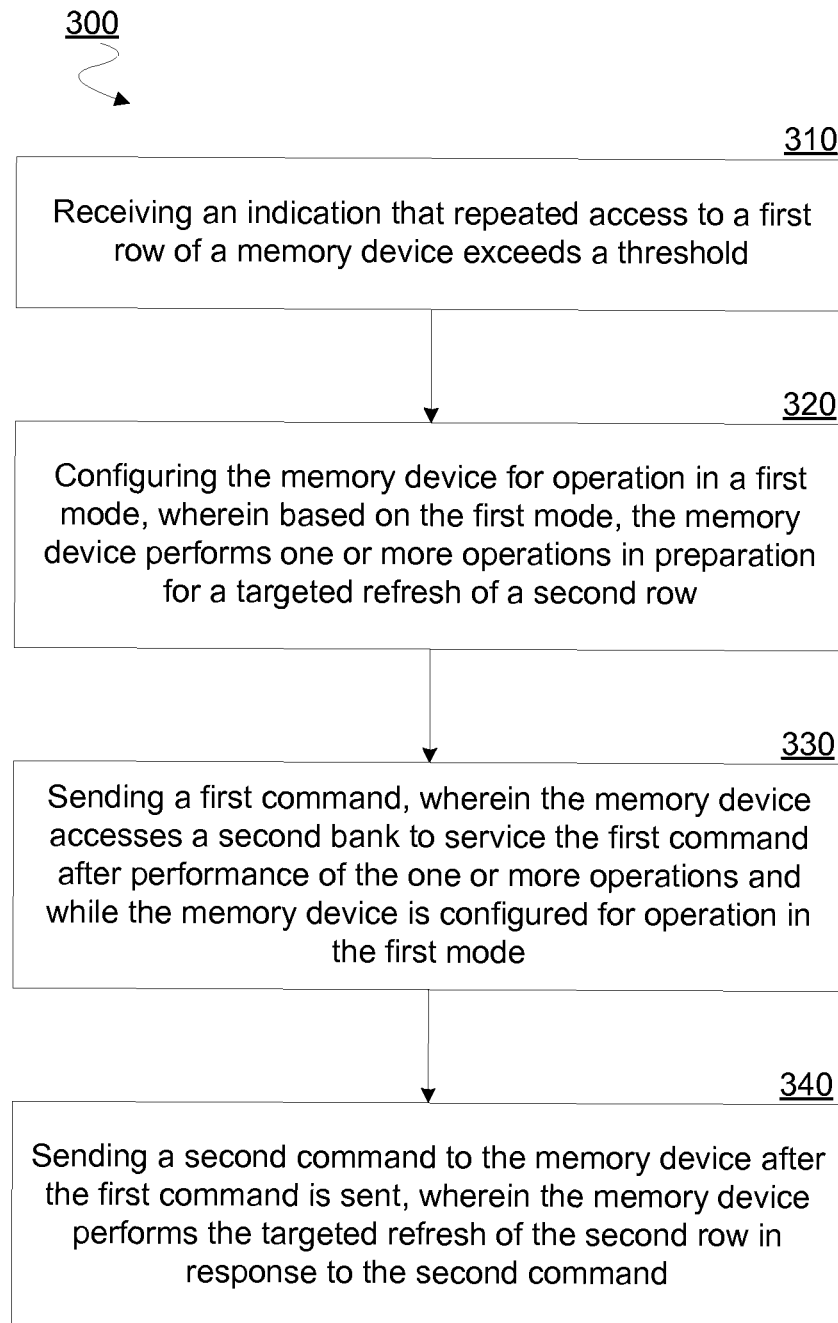 300
310
Receiving an indication that repeated access to a first
row of a memory device exceeds a threshold
320
Configuring the memory device for operation in a first
mode, wherein based on the first mode, the memory
device performs one or more operations in preparation
for a targeted refresh of a second row
330
Sending a first command, wherein the memory device
accesses a second bank to service the first command
after performance of the one or more operations and
while the memory device is configured for operation in
the first mode
340
Sending a second command to the memory device after
the first command is sent, wherein the memory device
performs the targeted refresh of the second row in
response to the second command